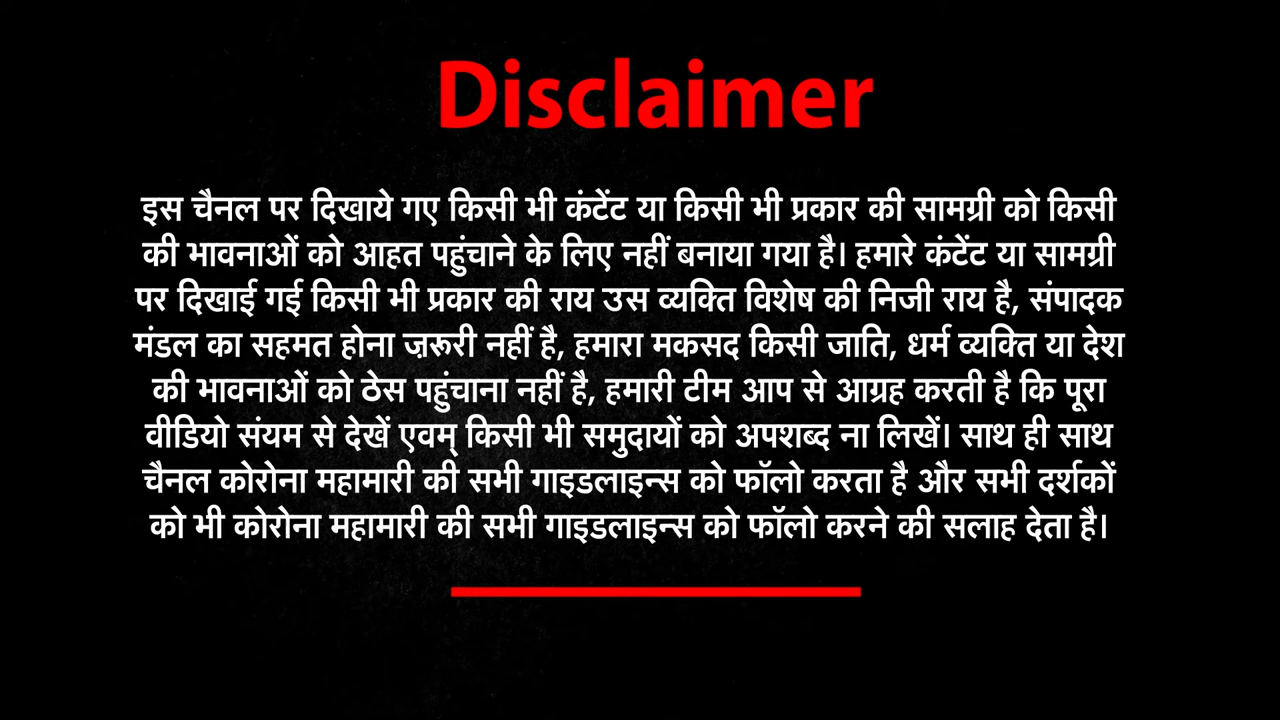 Disclaimer
इस चैनल पर दिखाये गए किसी भी कंटेंट या किसी भी प्रकार की सामग्री को किसी
की भावनाओं को आहत पहुंचाने के लिए नहीं बनाया गया है। हमारे कंटेंट या सामग्री
पर दिखाई गई किसी भी प्रकार की राय उस व्यक्ति विशेष की निजी राय है, संपादक
मंडल का सहमत होना ज़रूरी नहीं है, हमारा मकसद किसी जाति, धर्म व्यक्ति या देश
की भावनाओं को ठेस पहुंचाना नहीं है, हमारी टीम आप से आग्रह करती है कि पूरा
वीडियो संयम से देखें एवम् किसी भी समुदायों को अपशब्द ना लिखें। साथ ही साथ
चैनल कोरोना महामारी की सभी गाइडलाइन्स को फॉलो करता है और सभी दर्शकों
को भी कोरोना महामारी की सभी गाइडलाइन्स को फॉलो करने की सलाह देता है।